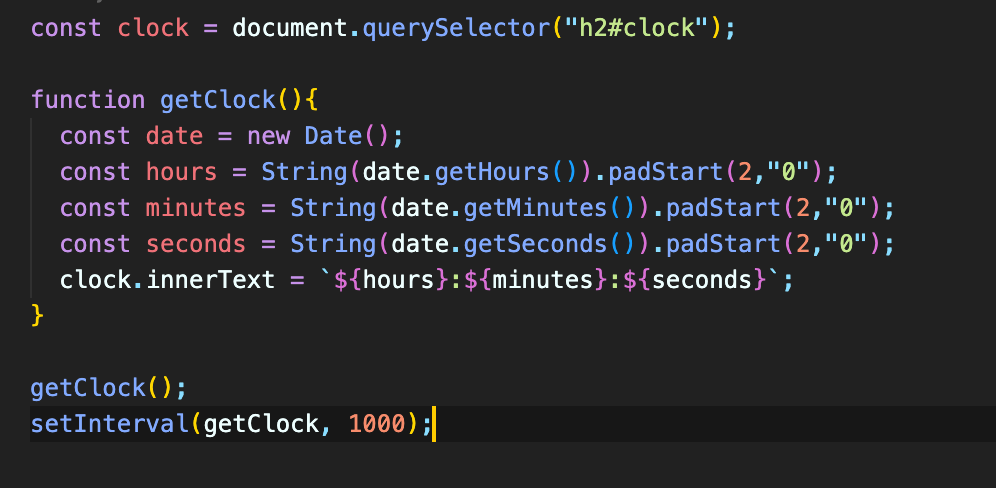 const clock = document.querySelector("h2#clock");
function getClock(){
const date = new Date();
const hours = String(date.getHours()).padStart(2,"0");
const minutes = String(date.getMinutes()).padStart(2,"0");
const seconds = String(date.getSeconds()).padStart(2,"0");
clock.innerText = `${hours}:${minutes}:${seconds}`;
}
getClock();
setInterval(getClock, 1000);